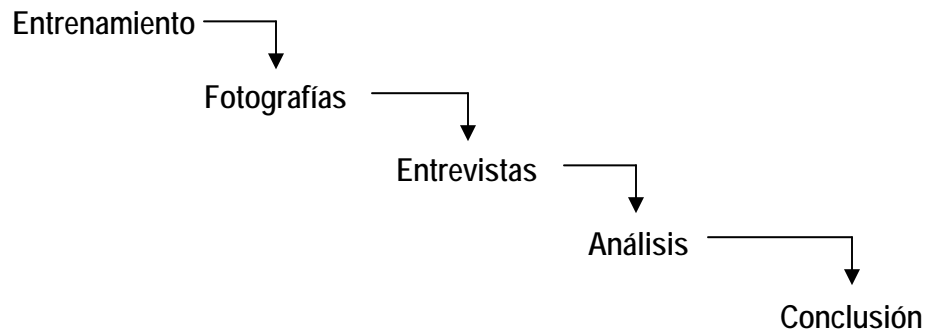 Entrenamiento
Fotografías
Entrevistas
Análisis
Conclusión